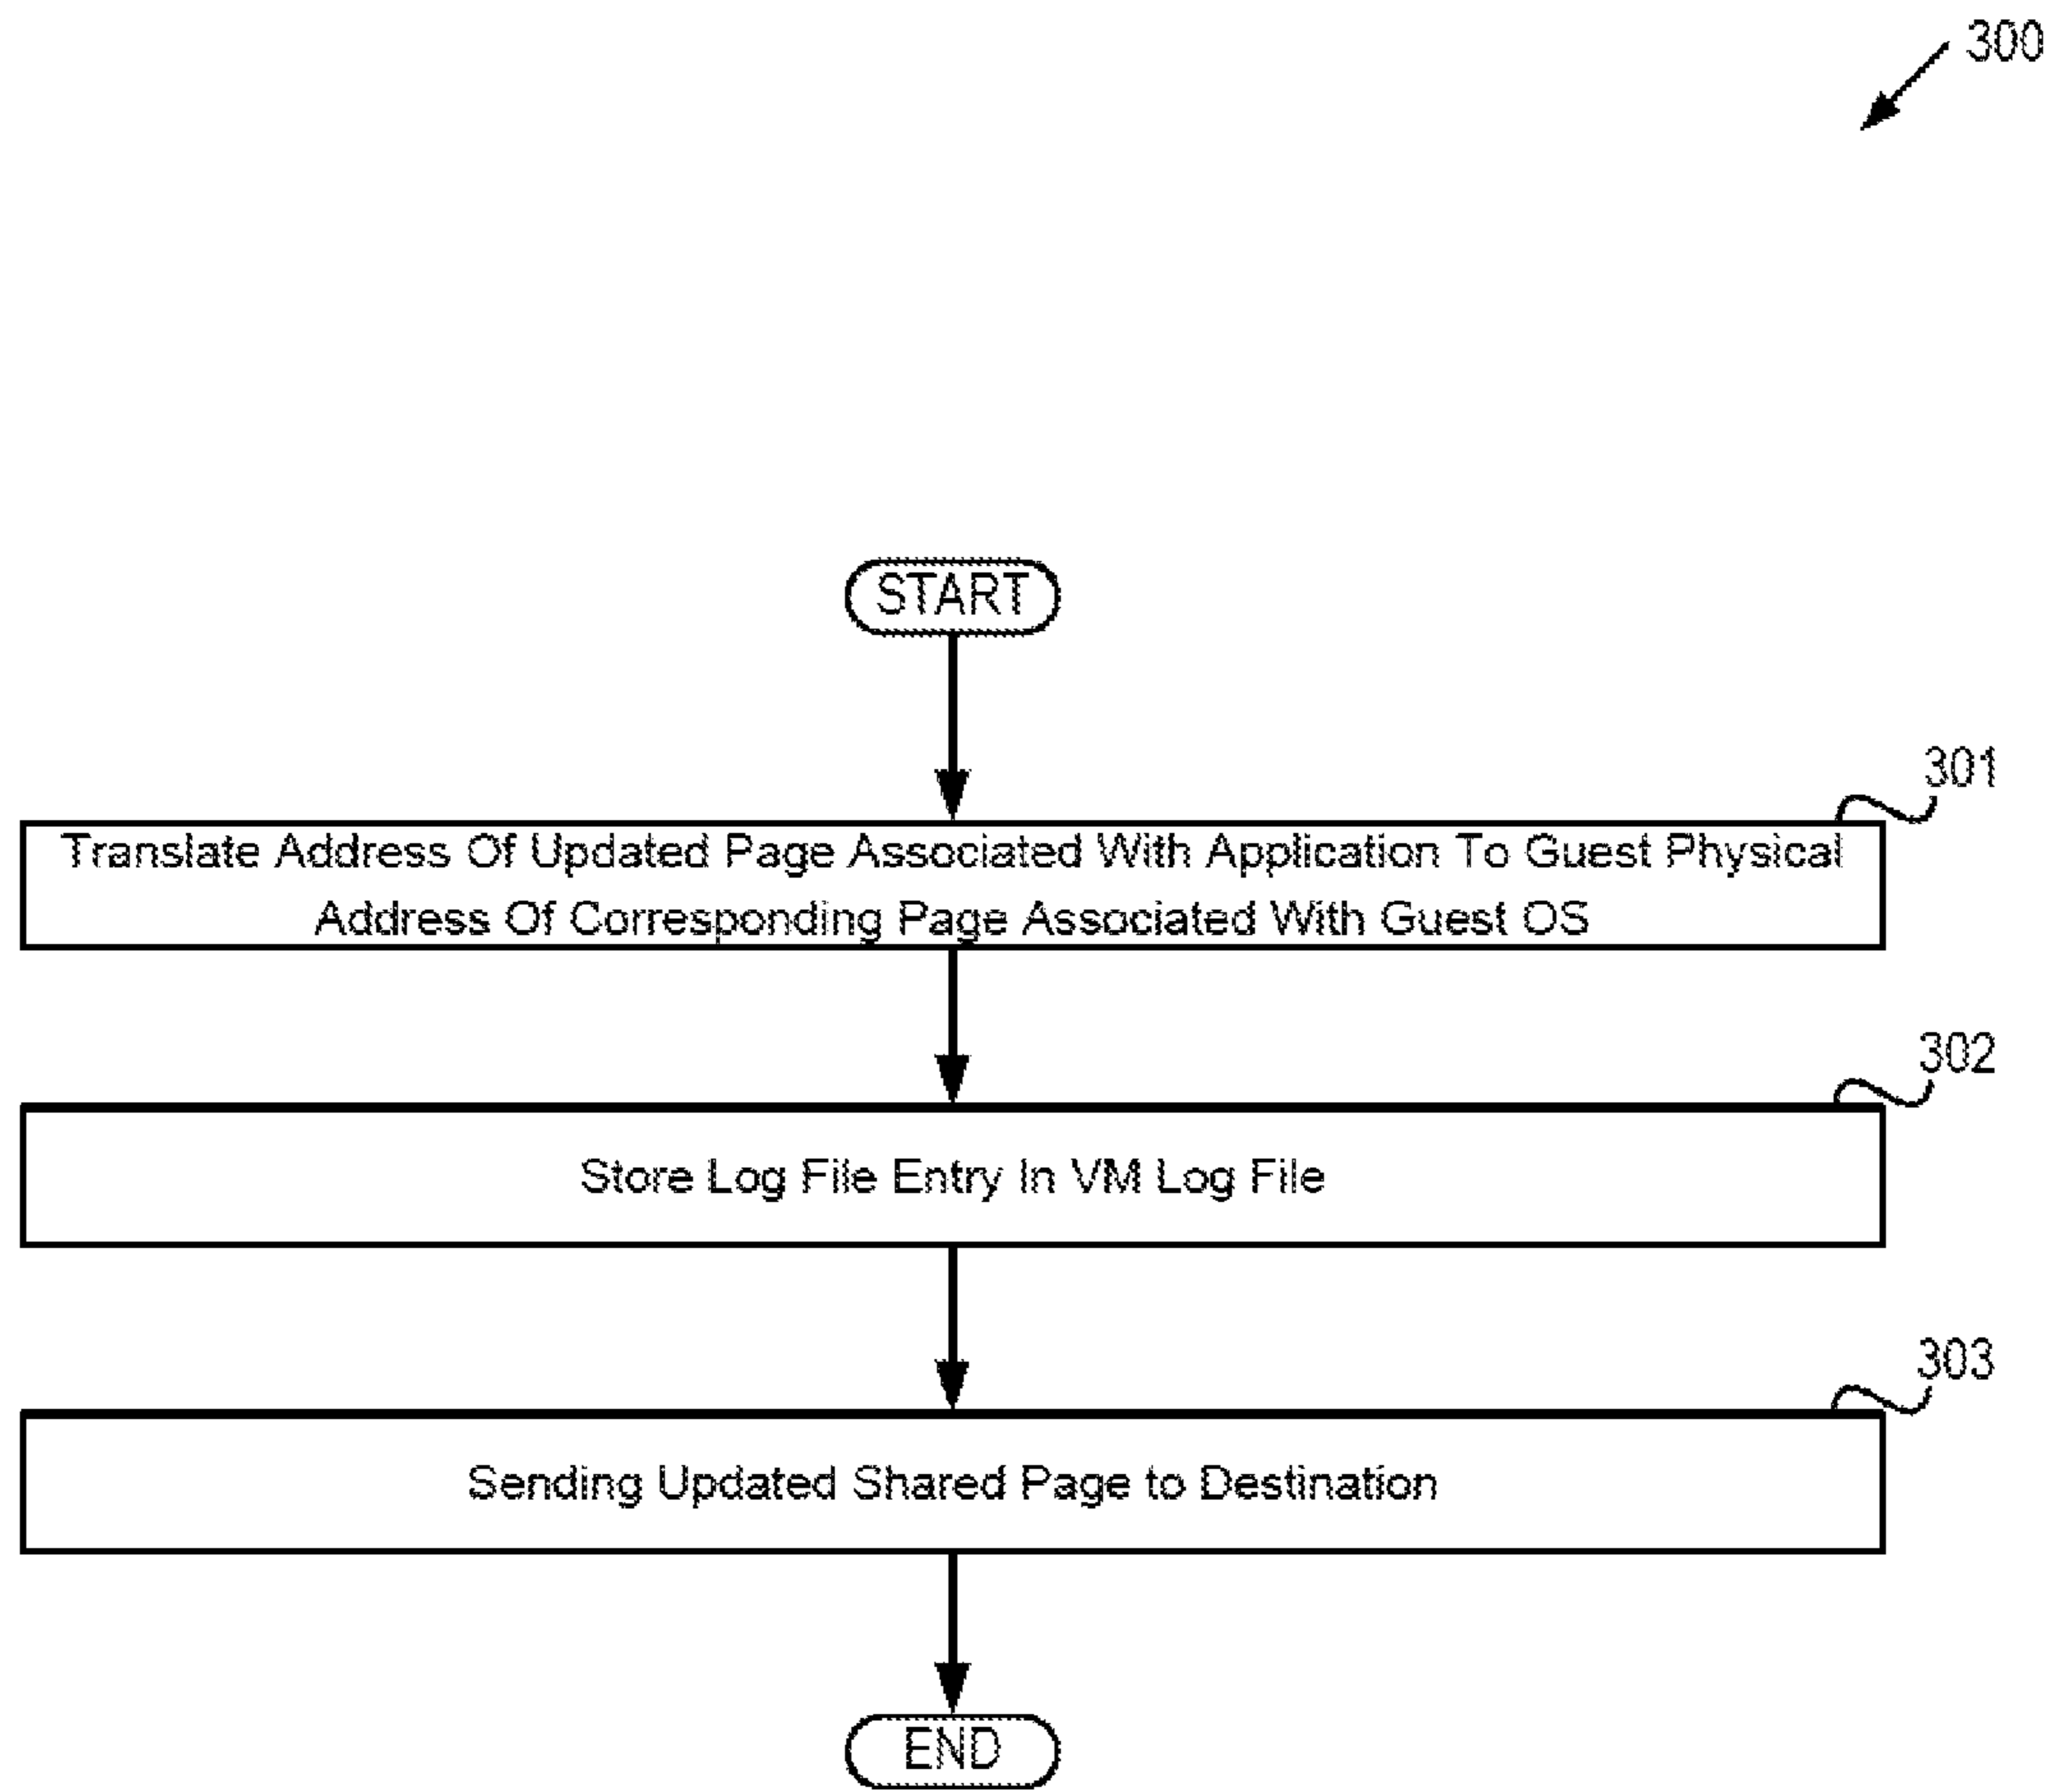 300
START
301
Translate Address Of Updated Page Associated With Application To Guest Physical
Address Of Corresponding Page Associated With Guest OS
302
Store Log File Entry In VM Log File
303
Sending Updated Shared Page to Destination
END